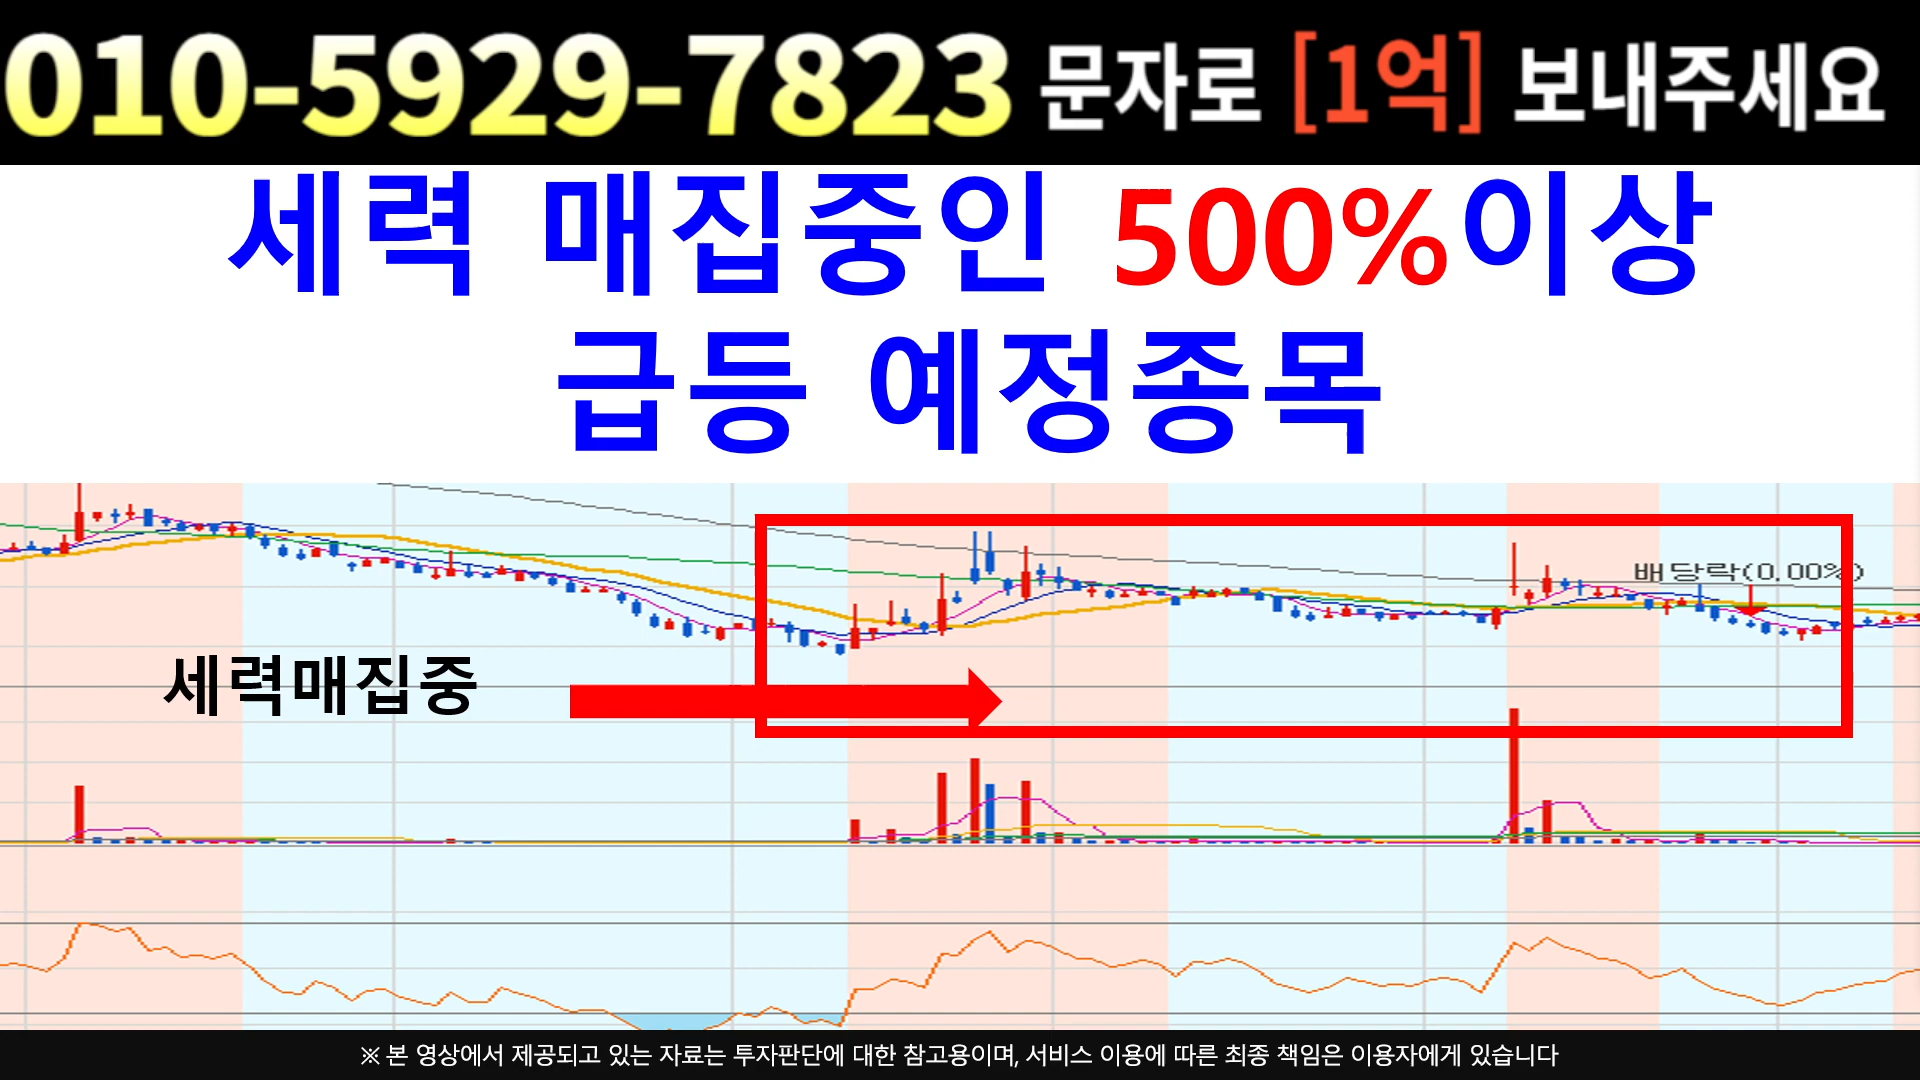 010-5929-7823 문자로 [1억] 보내주세요
세력 매집중인 500%이상
급등 예정종목
배당락(0.00%)
세력매집중
※ 본 영상에서 제공되고 있는 자료는 투자판단에 대한 참고용이며, 서비스 이용에 따른 최종 책임은 이용자에게 있습니다